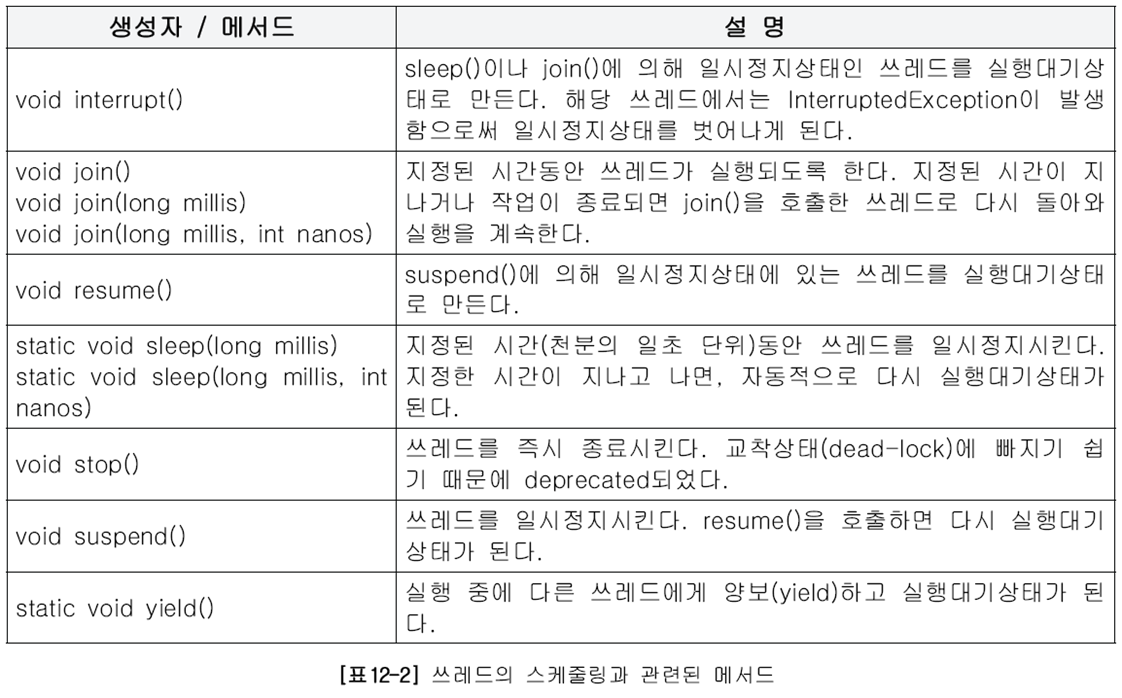 생성자 / 메서드
설 명
void interrupt()
sleep()이나 join()에 의해 일시정지상태인 쓰레드를 실행대기상
태로 만든다. 해당 쓰레드에서는 InterruptedException이 발생
함으로써 일시정지상태를 벗어나게 된다.
void join()
void join(long millis)
void join(long millis, int nanos)
지정된 시간동안 쓰레드가 실행되도록 한다. 지정된 시간이 지
나거나 작업이 종료되면 join()을 호출한 쓰레드로 다시 돌아와
실행을 계속한다.
void resume()
suspend()에 의해 일시정지상태에 있는 쓰레드를 실행대기상태
로 만든다.
static void sleep(long millis)
static void sleep(long millis, int
nanos)
지정된 시간(천분의 일초 단위)동안 쓰레드를 일시정지시킨다.
지정한 시간이 지나고 나면, 자동적으로 다시 실행대기상태가
된다.
void stop()
쓰레드를 즉시 종료시킨다. 교착상태(dead-lock)에 빠지기 쉽
기 때문에 deprecated되었다.
void suspend()
쓰레드를 일시정지시킨다. resume()을 호출하면 다시 실행대기
상태가 된다.
static void yield()
실행 중에 다른 쓰레드에게 양보(yield)하고 실행대기상태가 된
다.
[표12-2] 쓰레드의 스케줄링과 관련된 메서드